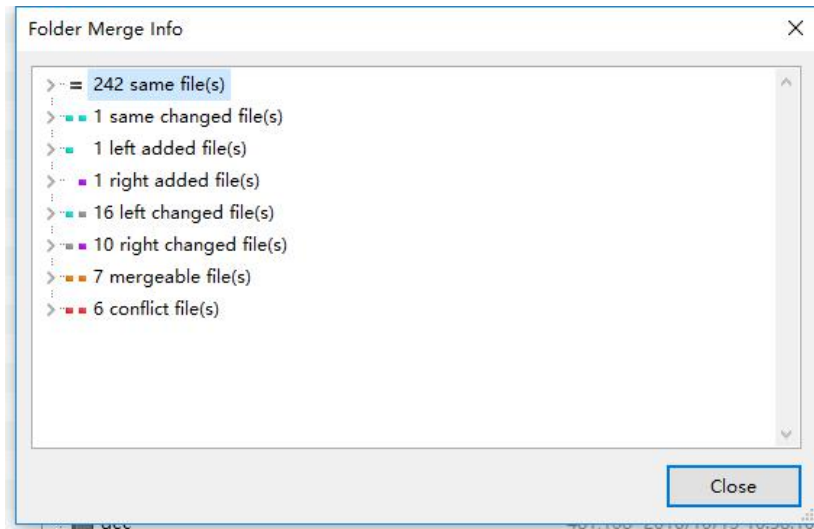 Folder Merge Info
= 242 same file(s)
1 same changed file(s)
1 left added file(s)
1 right added file(s)
16 left changed file(s)
10 right changed file(s)
7 mergeable file(s)
6 conflict file(s)
Close